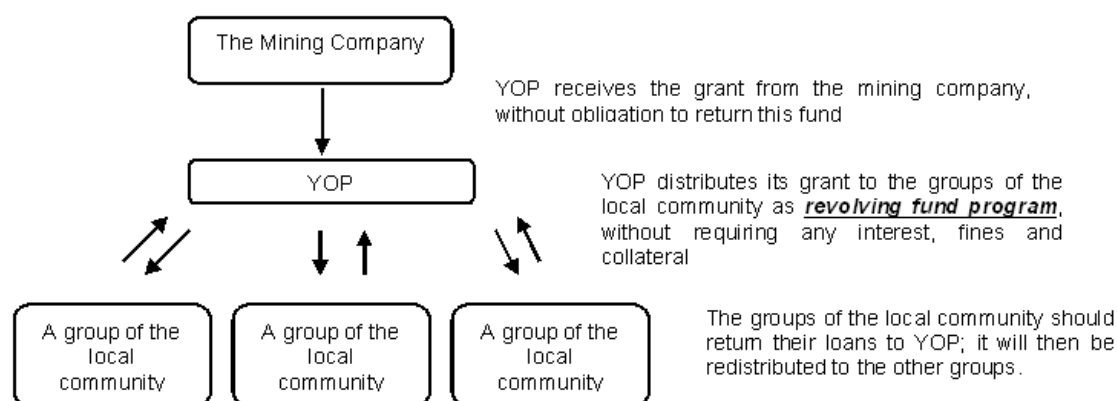 The Mining Company
YOP receives the grant from the mining company,
without obligation to return this fund
YOP
YOP distributes its grant to the groups of the
local community as revolving fund program,
without requiring any interest, fines and
collateral
A group of the
local
community
A group of the
local
community
A group of the
local
community
The groups of the local community should
return their loans to YOP; it will then be
redistributed to the other groups.